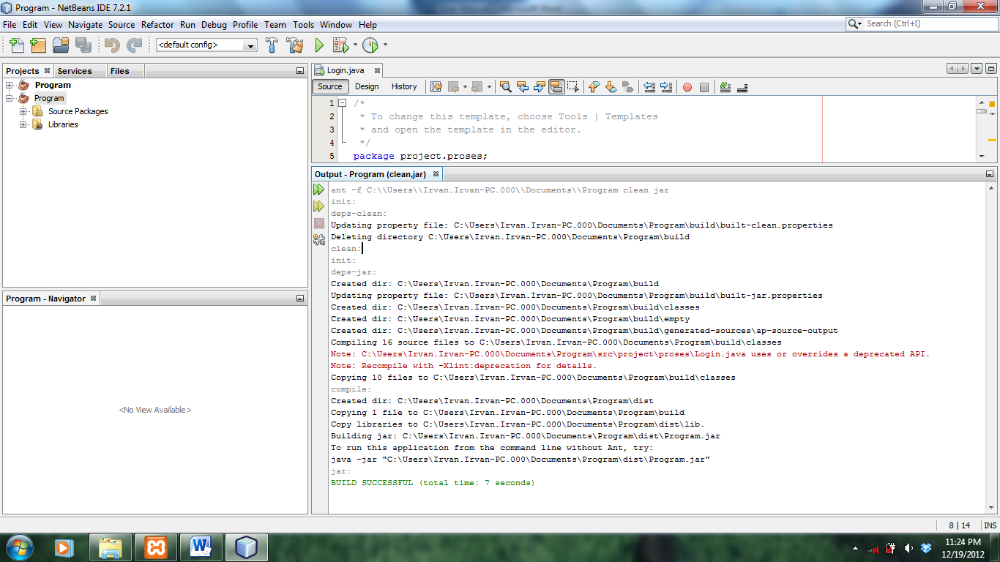 Program - NetBeans IDE 7.2.1
File Edit View Navigate Source Refactor Run Debug Profile Team Tools Window Help
Search (Ctrl+I)
<default config>
Projects Services Files
Program
Program
Source Packages
Libraries
Program - Navigator
<No View Available>
Login.java
Source Design History
1 /*
2 * To change this template, choose Tools | Templates
3 * and open the template in the editor.
4 */
5 package project.proses;
Output - Program (clean,jar)
ant -f C:\\Users\\Irvan.Irvan-PC.000\\Documents\\Program clean jar
init:
deps-clean:
Updating property file: C:\Users\Irvan.Irvan-PC.000\Documents\Program\build\built-clean.properties
Deleting directory C:\Users\Irvan.Irvan-PC.000\Documents\Program\build
clean:
init:
deps-jar:
Created dir: C:\Users\Irvan.Irvan-PC.000\Documents\Program\build
Updating property file: C:\Users\Irvan.Irvan-PC.000\Documents\Program\build\built-jar.properties
Created dir: C:\Users\Irvan.Irvan-PC.000\Documents\Program\build\classes
Created dir: C:\Users\Irvan.Irvan-PC.000\Documents\Program\build\empty
Created dir: C:\Users\Irvan.Irvan-PC.000\Documents\Program\build\generated-sources\ap-source-output
Compiling 16 source files to C:\Users\Irvan.Irvan-PC.000\Documents\Program\build\classes
Note: C:\Users\Irvan.Irvan-PC.000\Documents\Program\src\project\proses\Login.java uses or overrides a deprecated API.
Note: Recompile with -Xlint:deprecation for details.
Copying 10 files to C:\Users\Irvan.Irvan-PC.000\Documents\Program\build\classes
compile:
Created dir: C:\Users\Irvan.Irvan-PC.000\Documents\Program\dist
Copying 1 file to C:\Users\Irvan.Irvan-PC.000\Documents\Program\build
Copy libraries to C:\Users\Irvan.Irvan-PC.000\Documents\Program\dist\lib.
Building jar: C:\Users\Irvan.Irvan-PC.000\Documents\Program\dist\Program.jar
To run this application from the command line without Ant, try:
java -jar "C:\Users\Irvan.Irvan-PC.000\Documents\Program\dist\Program.jar"
jar:
BUILD SUCCESSFUL (total time: 7 seconds)
8 | 14 INS
11:24 PM
12/19/2012